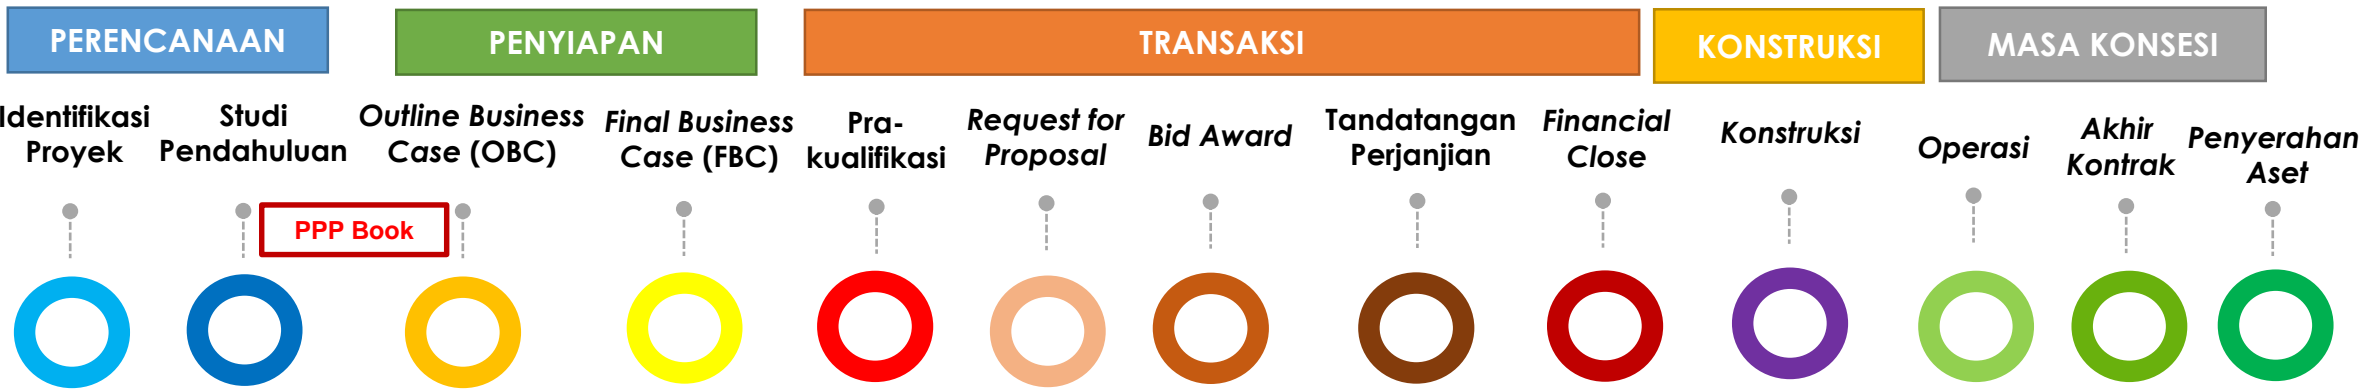 PERENCANAAN
PENYIAPAN
TRANSAKSI
KONSTRUKSI
MASA KONSESI
Identifikasi
Proyek
Studi
Pendahuluan
Outline Business
Case (OBC)
Final Business
Case (FBC)
Pra-
kualifikasi
Request for
Proposal
Bid Award
Tandatangan
Perjanjian
Financial
Close
Konstruksi
Operasi
Akhir
Kontrak
Penyerahan
Aset
PPP Book